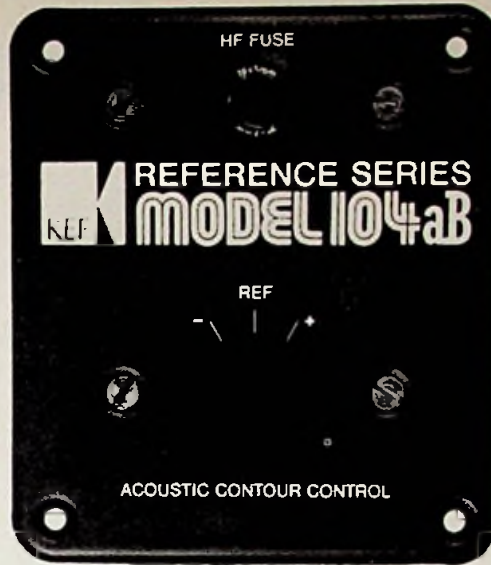 HF FUSE
REFERENCE SERIES
KEF MODEL 104aB
REF
- +
ACOUSTIC CONTOUR CONTROL